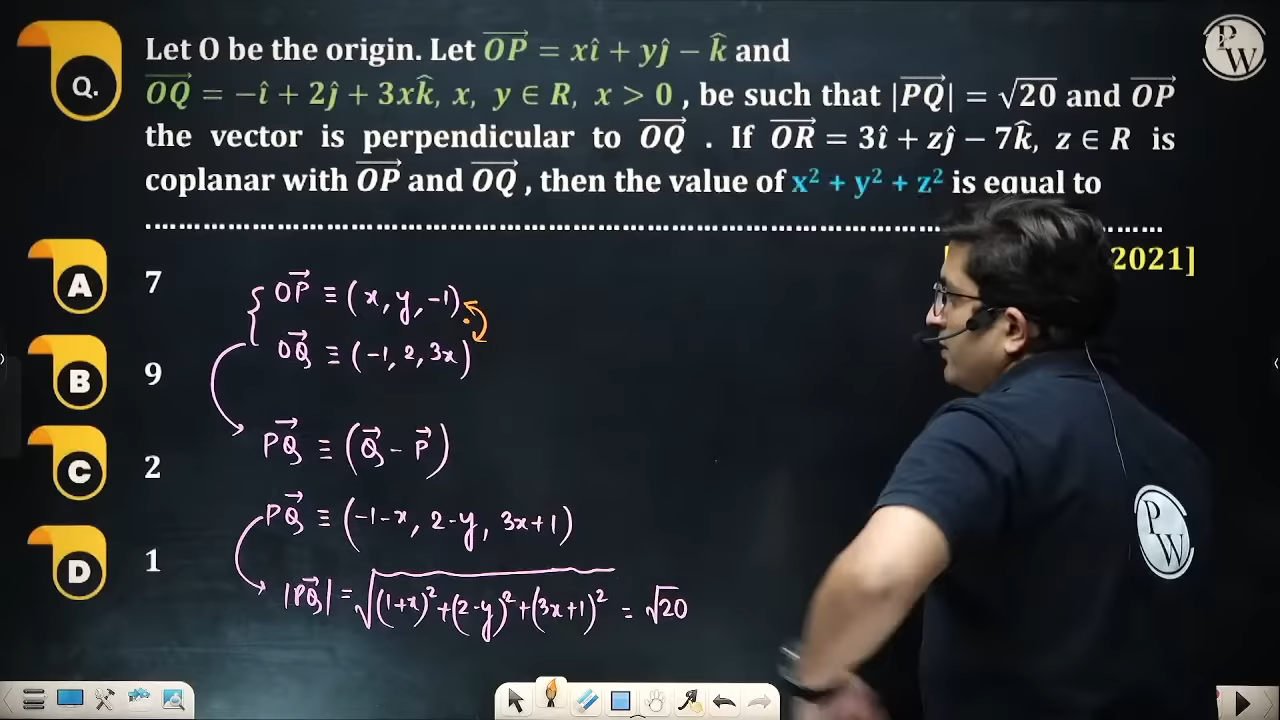 Q.
Let O be the origin. Let \(\overrightarrow{OP} = x\hat{i} + y\hat{j} - \hat{k}\) and
\(\overrightarrow{OQ} = -\hat{i} + 2\hat{j} + 3x\hat{k},\ x,\ y \in R,\ x > 0\), be such that \(|\overrightarrow{PQ}| = \sqrt{20}\) and \(\overrightarrow{OP}\)
the vector is perpendicular to \(\overrightarrow{OQ}\) . If \(\overrightarrow{OR} = 3\hat{i} + z\hat{j} - 7\hat{k},\ z \in R\) is
coplanar with \(\overrightarrow{OP}\) and \(\overrightarrow{OQ}\), then the value of x² + y² + z² is equal to
2021]
A 7
B 9
C 2
D 1
\(\overrightarrow{OP} \equiv (x, y, -1)\)
\(\overrightarrow{OQ} \equiv (-1, 2, 3x)\)
\(\overrightarrow{PQ} \equiv (\vec{Q} - \vec{P})\)
\(\overrightarrow{PQ} \equiv (-1-x, 2-y, 3x+1)\)
\(|\overrightarrow{PQ}| = \sqrt{(1+x)^2 + (2-y)^2 + (3x+1)^2} = \sqrt{20}\)
PW
PW